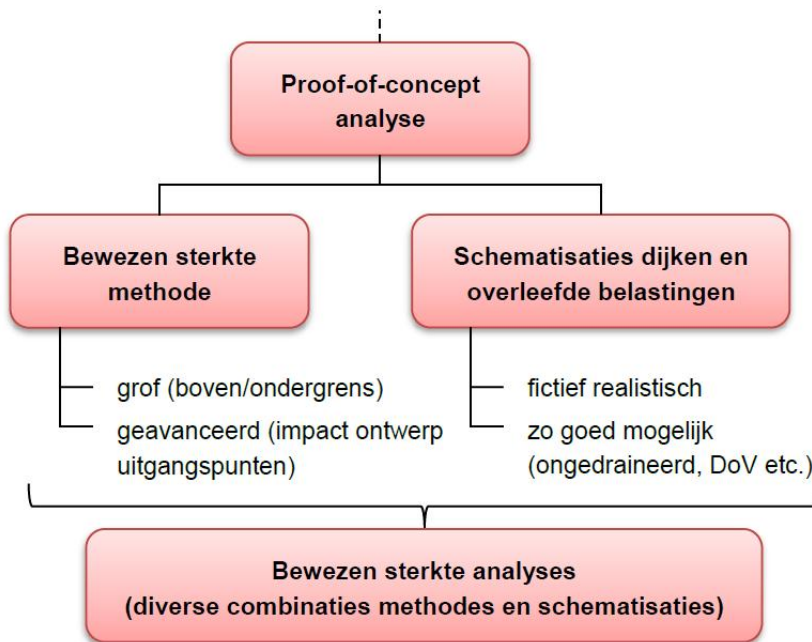 Proof-of-concept
analyse
Bewezen sterkte
methode
Schematisaties dijken en
overleefde belastingen
grof (boven/ondergrens)
geavanceerd (impact ontwerp
uitgangspunten)
fictief realistisch
zo goed mogelijk
(ongedraineerd, DoV etc.)
Bewezen sterkte analyses
(diverse combinaties methodes en schematisaties)